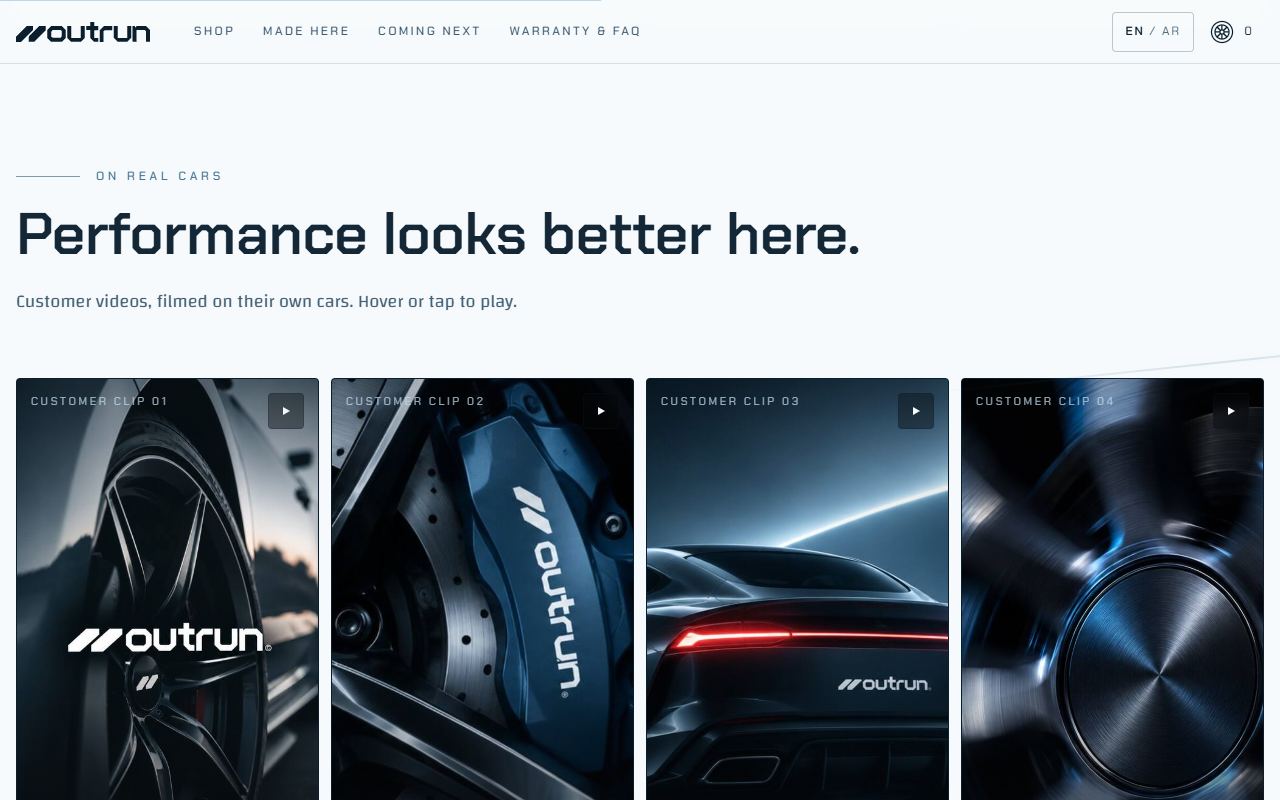 outrun
SHOP
MADE HERE
COMING NEXT
WARRANTY & FAQ
EN / AR
0
ON REAL CARS
Performance looks better here.
Customer videos, filmed on their own cars. Hover or tap to play.
CUSTOMER CLIP 01
CUSTOMER CLIP 02
CUSTOMER CLIP 03
CUSTOMER CLIP 04
outrun©
outrun®
outrun®